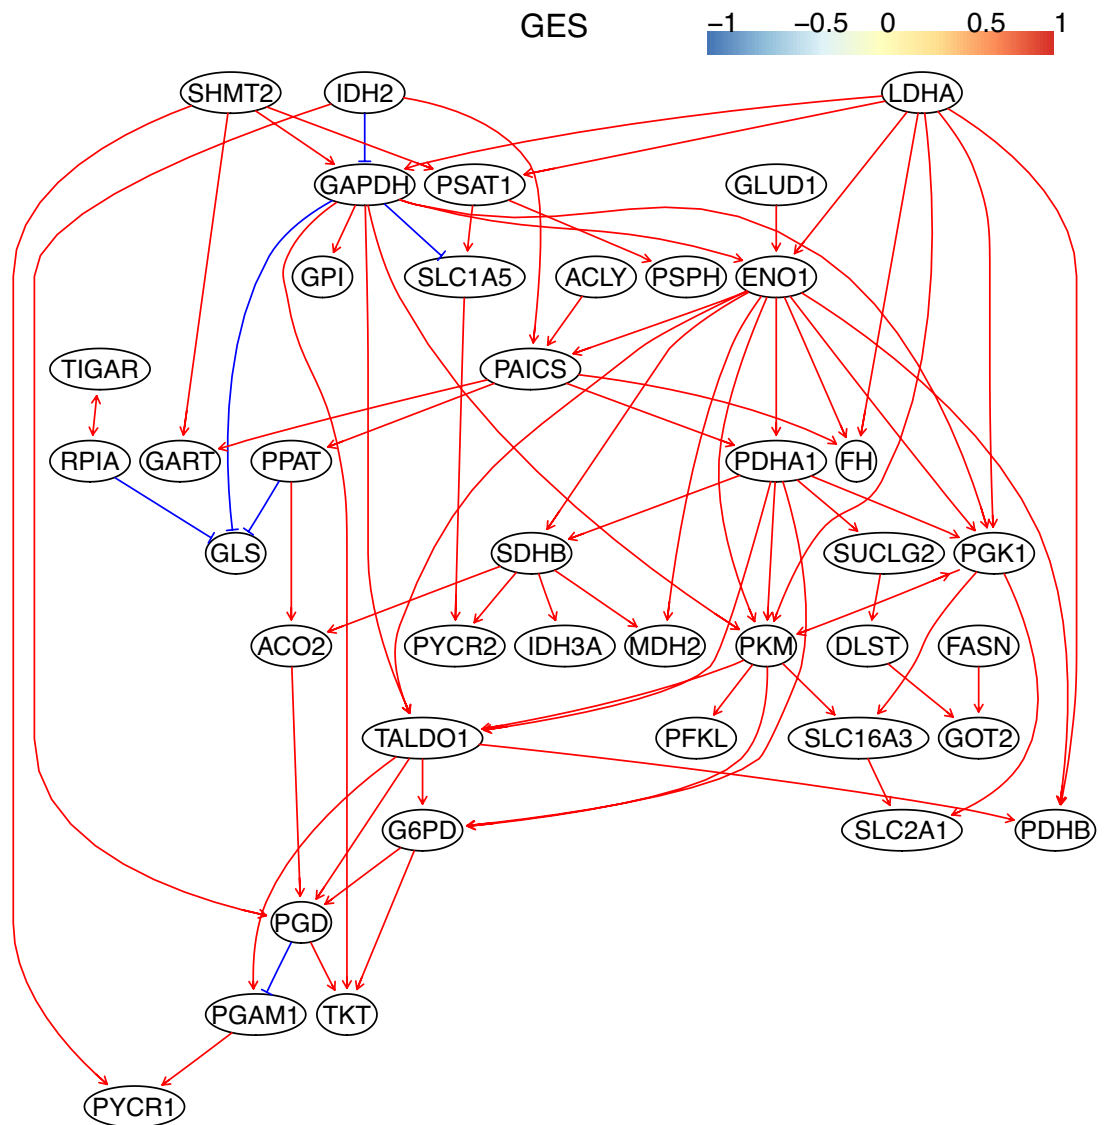 GES
−1 −0.5 0 0.5 1
SHMT2 IDH2 LDHA
GAPDH PSAT1 GLUD1
GPI SLC1A5 ACLY PSPH ENO1
TIGAR PAICS
RPIA GART PPAT PDHA1 FH
GLS SDHB SUCLG2 PGK1
ACO2 PYCR2 IDH3A MDH2 PKM DLST FASN
TALDO1 PFKL SLC16A3 GOT2
G6PD SLC2A1 PDHB
PGD
PGAM1 TKT
PYCR1